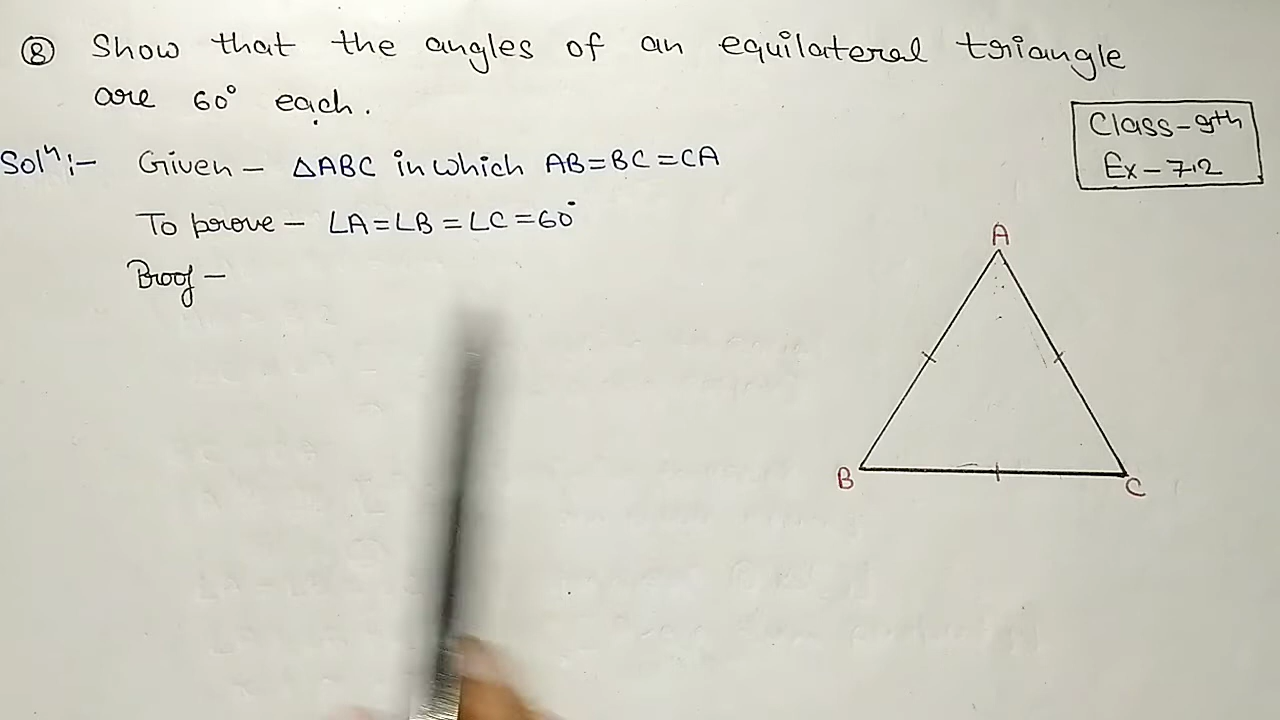 ⑧ Show that the angles of an equilateral triangle
are 60° each.
Class-9th
Ex-7.2
Solⁿ:- Given - △ABC in which AB=BC=CA
To prove - ∠A=∠B=∠C=60°
Proof -
A
B
C